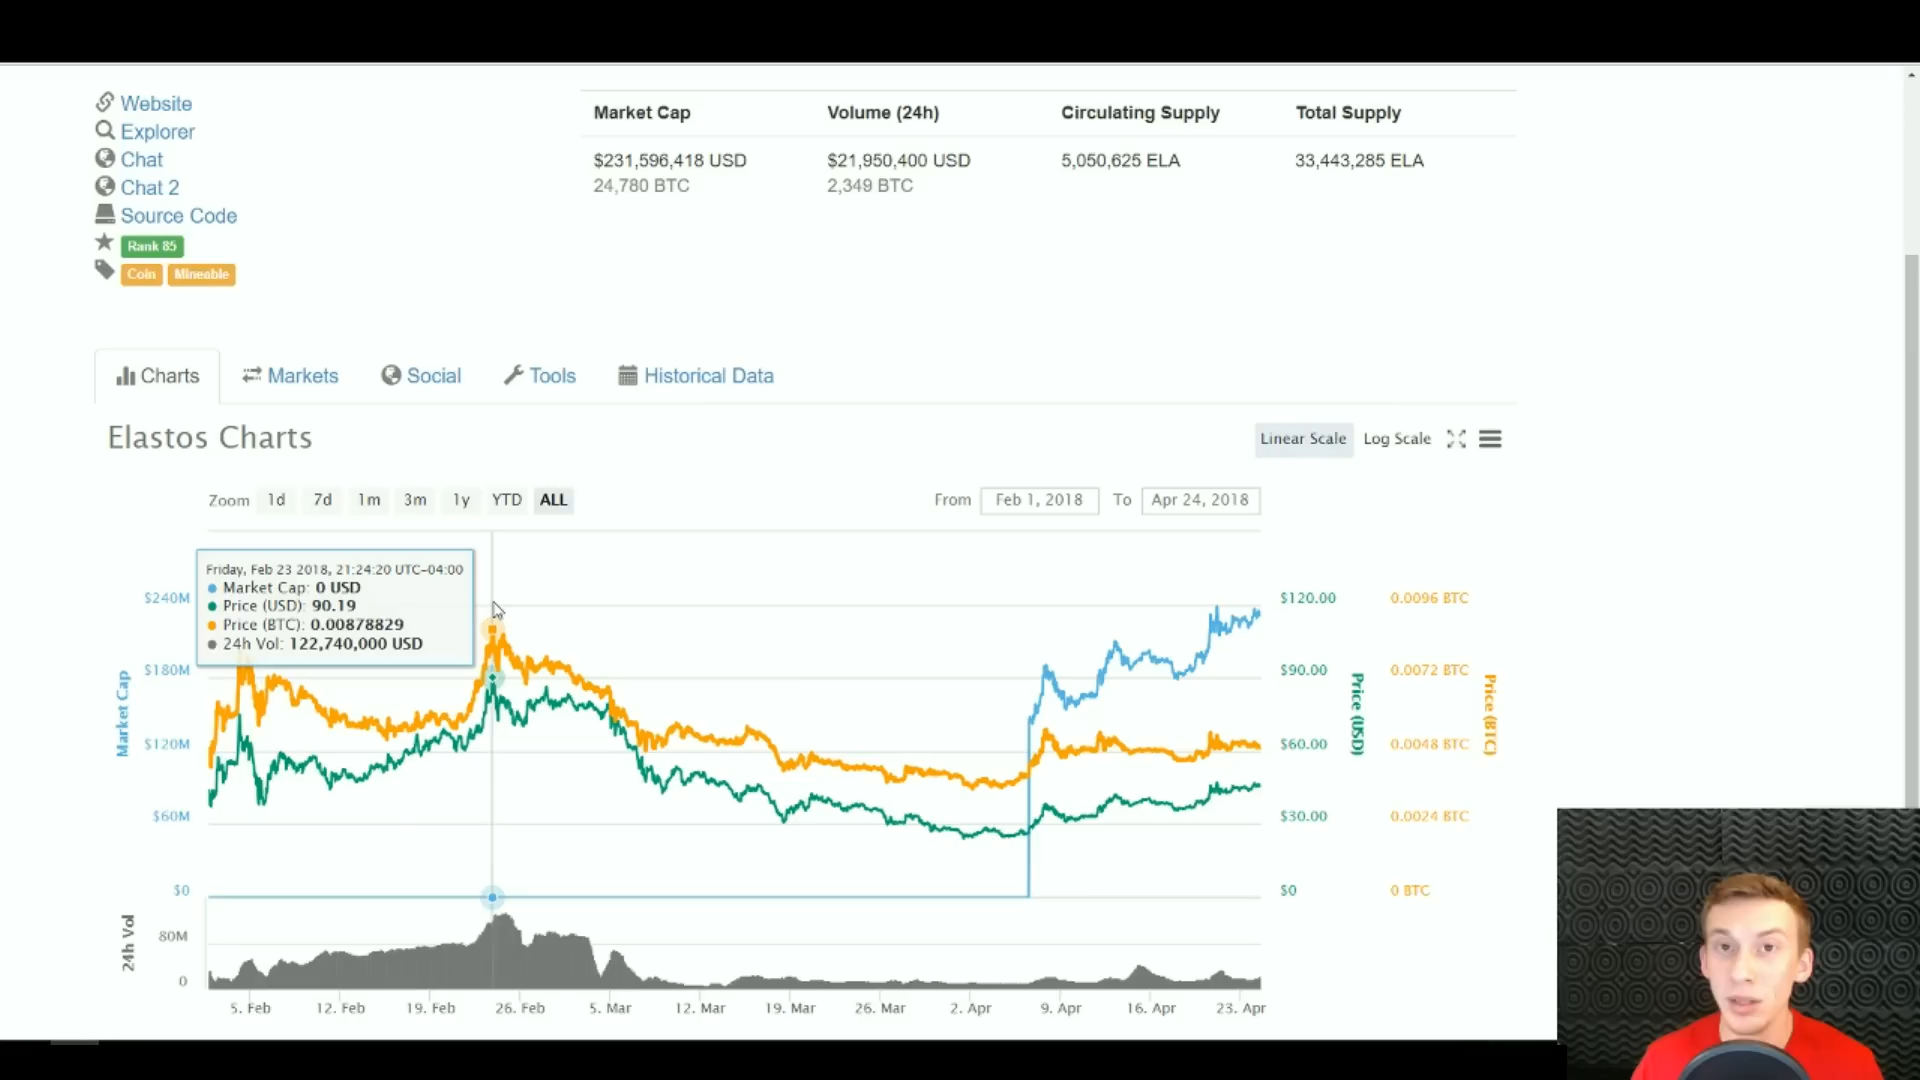 Website
Explorer
Chat
Chat 2
Source Code
Rank 85
Coin Mineable
Market Cap Volume (24h) Circulating Supply Total Supply
$231,596,418 USD $21,950,400 USD 5,050,625 ELA 33,443,285 ELA
24,780 BTC 2,349 BTC
Charts Markets Social Tools Historical Data
Elastos Charts
Linear Scale Log Scale
Zoom 1d 7d 1m 3m 1y YTD ALL
From Feb 1, 2018 To Apr 24, 2018
Friday, Feb 23 2018, 21:24:20 UTC-04:00
Market Cap: 0 USD
Price (USD): 90.19
Price (BTC): 0.00878829
24h Vol: 122,740,000 USD
$240M $120.00 0.0096 BTC
$180M $90.00 0.0072 BTC
$120M $60.00 0.0048 BTC
$60M $30.00 0.0024 BTC
$0 $0 0 BTC
Market Cap
Price (USD)
Price (BTC)
24h Vol
80M
0
5. Feb 12. Feb 19. Feb 26. Feb 5. Mar 12. Mar 19. Mar 26. Mar 2. Apr 9. Apr 16. Apr 23. Apr